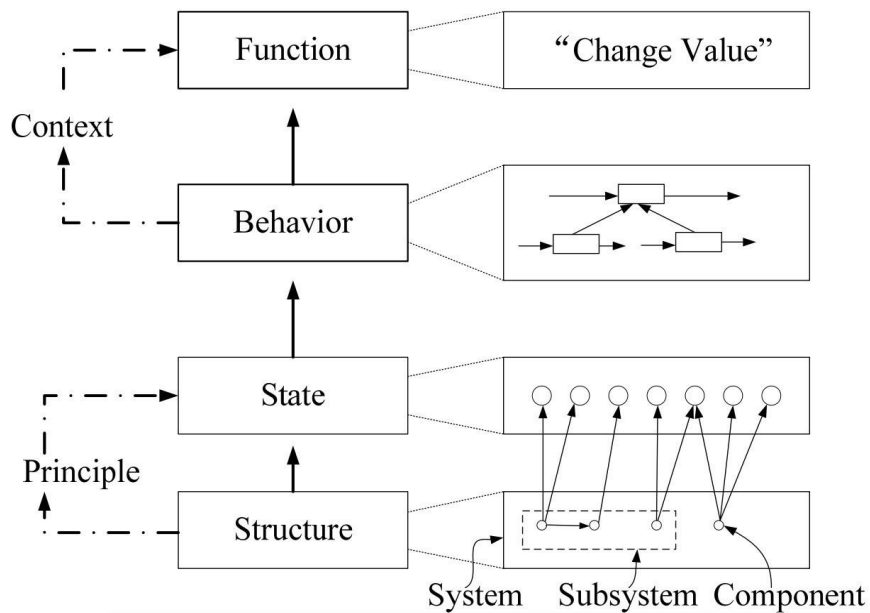 Function
“Change Value”
Context
Behavior
State
Principle
Structure
System
Subsystem
Component